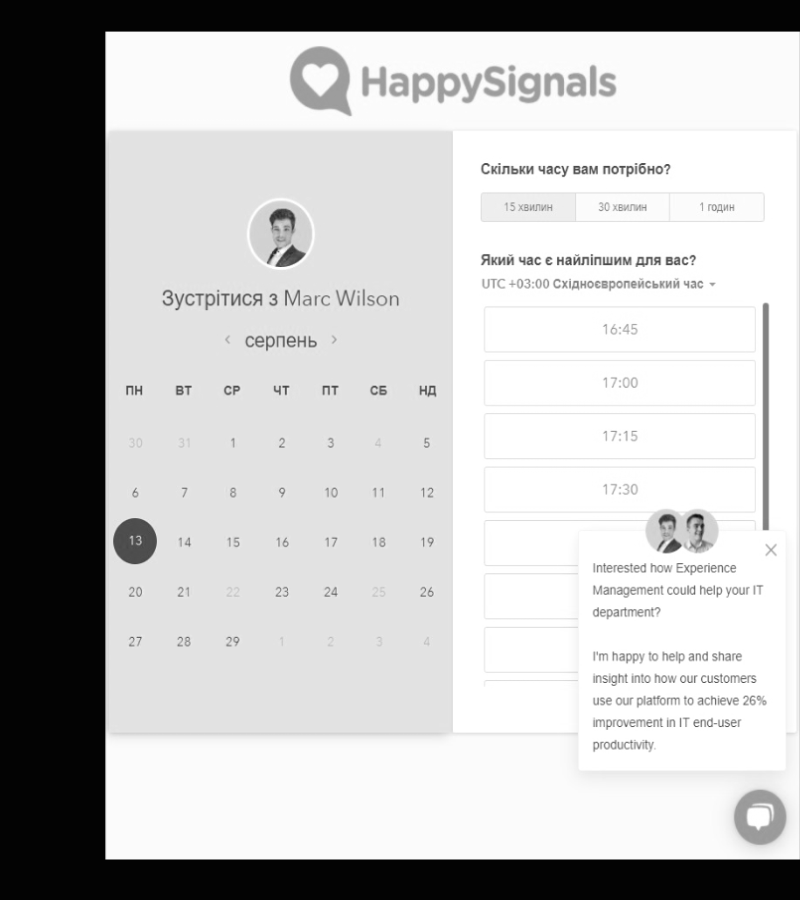 HappySignals
Зустрітися з Marc Wilson
серпень
ПН ВТ СР ЧТ ПТ СБ НД
30 31 1 2 3 4 5
6 7 8 9 10 11 12
13 14 15 16 17 18 19
20 21 22 23 24 25 26
27 28 29 1 2 3 4
Скільки часу вам потрібно?
15 хвилин 30 хвилин 1 годин
Який час є найліпшим для вас?
UTC +03:00 Східноєвропейський час
16:45
17:00
17:15
17:30
Interested how Experience
Management could help your IT
department?
I'm happy to help and share
insight into how our customers
use our platform to achieve 26%
improvement in IT end-user
productivity.